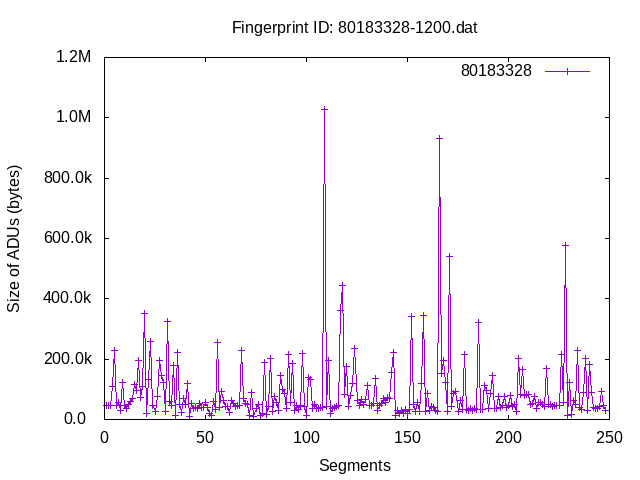 Fingerprint ID: 80183328-1200.dat
80183328
1.2M
1.0M
800.0k
600.0k
400.0k
200.0k
0.0
Size of ADUs (bytes)
0 50 100 150 200 250
Segments